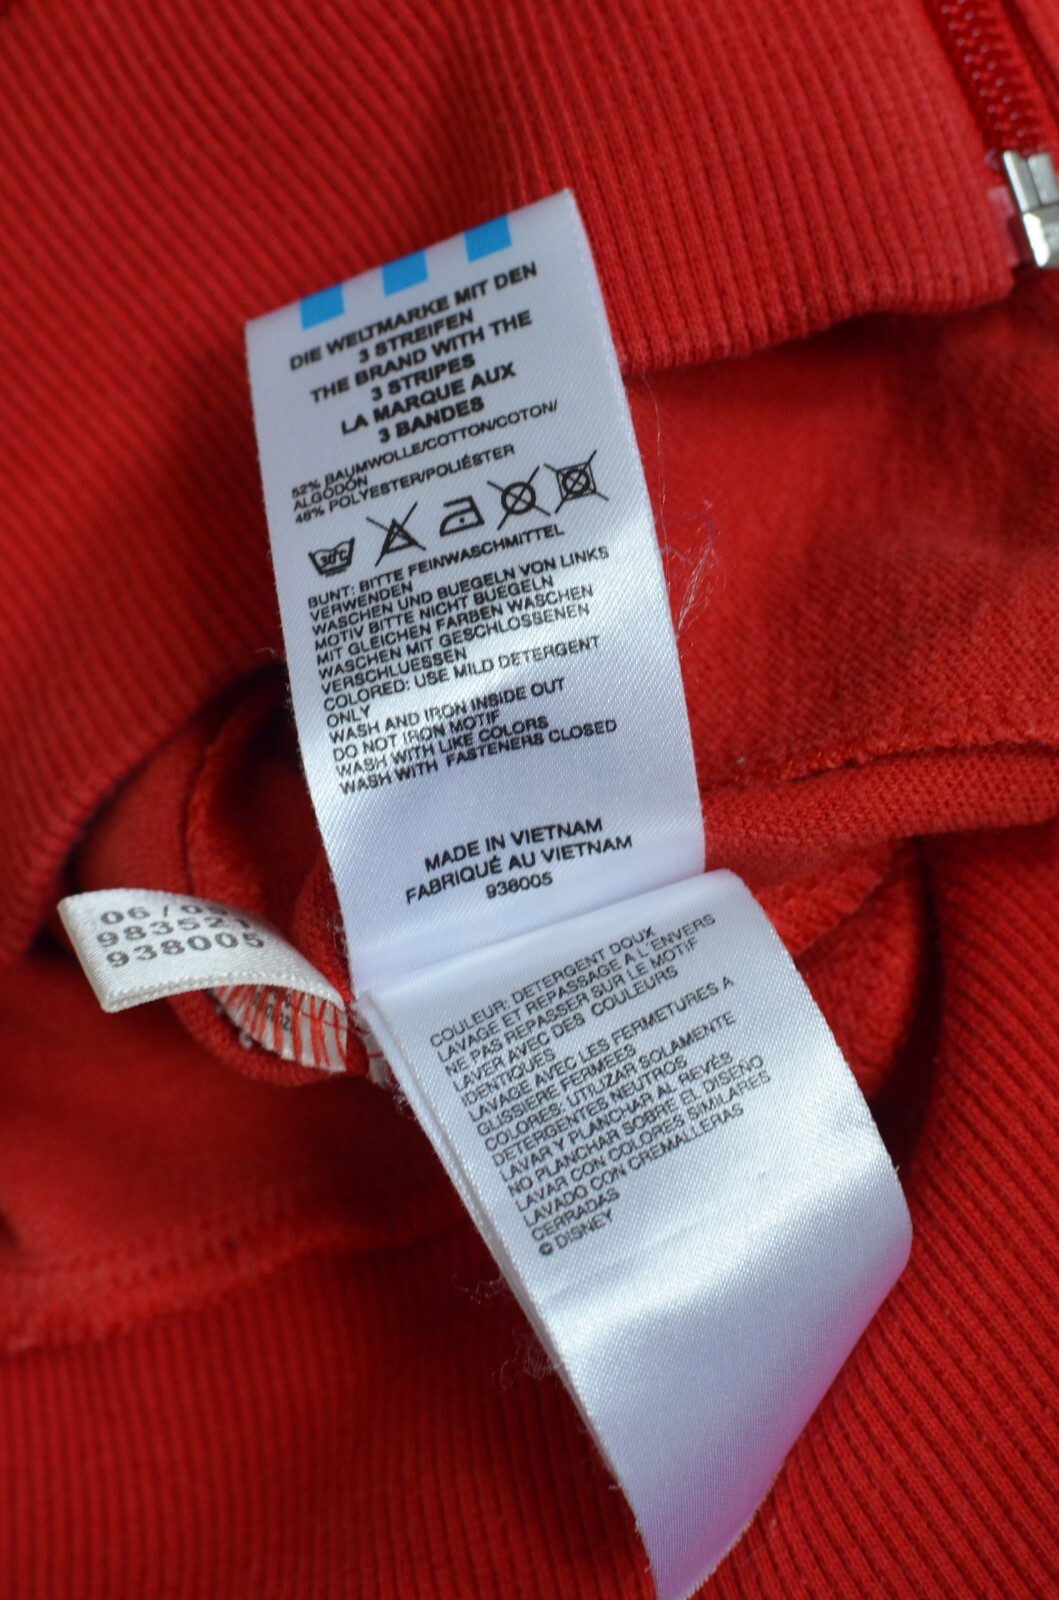 DIE WELTMARKE MIT DEN
3 STREIFEN
THE BRAND WITH THE
3 STRIPES
LA MARQUE AUX
3 BANDES
52% BAUMWOLLE/COTTON/COTON/
ALGODÓN
48% POLYESTER/POLIÉSTER
30°C
BUNT: BITTE FEINWASCHMITTEL
VERWENDEN
WASCHEN UND BUEGELN VON LINKS
MOTIV BITTE NICHT BUEGELN
MIT GLEICHEN FARBEN WASCHEN
WASCHEN MIT GESCHLOSSENEN
VERSCHLUESSEN
COLORED: USE MILD DETERGENT
ONLY
WASH AND IRON INSIDE OUT
DO NOT IRON MOTIF
WASH WITH LIKE COLORS
WASH WITH FASTENERS CLOSED
MADE IN VIETNAM
FABRIQUÉ AU VIETNAM
938005
06 /
98352
938005
COULEUR: DETERGENT DOUX
LAVAGE ET REPASSAGE A L'ENVERS
NE PAS REPASSER SUR LE MOTIF
LAVER AVEC DES COULEURS
IDENTIQUES
LAVAGE AVEC LES FERMETURES A
GLISSIÈRE FERMEES
COLORES: UTILIZAR SOLAMENTE
DETERGENTES NEUTROS
LAVAR Y PLANCHAR AL REVÉS
NO PLANCHAR SOBRE EL DISEÑO
LAVAR CON COLORES SIMILARES
LAVADO CON CREMALLERAS
CERRADAS
© DISNEY